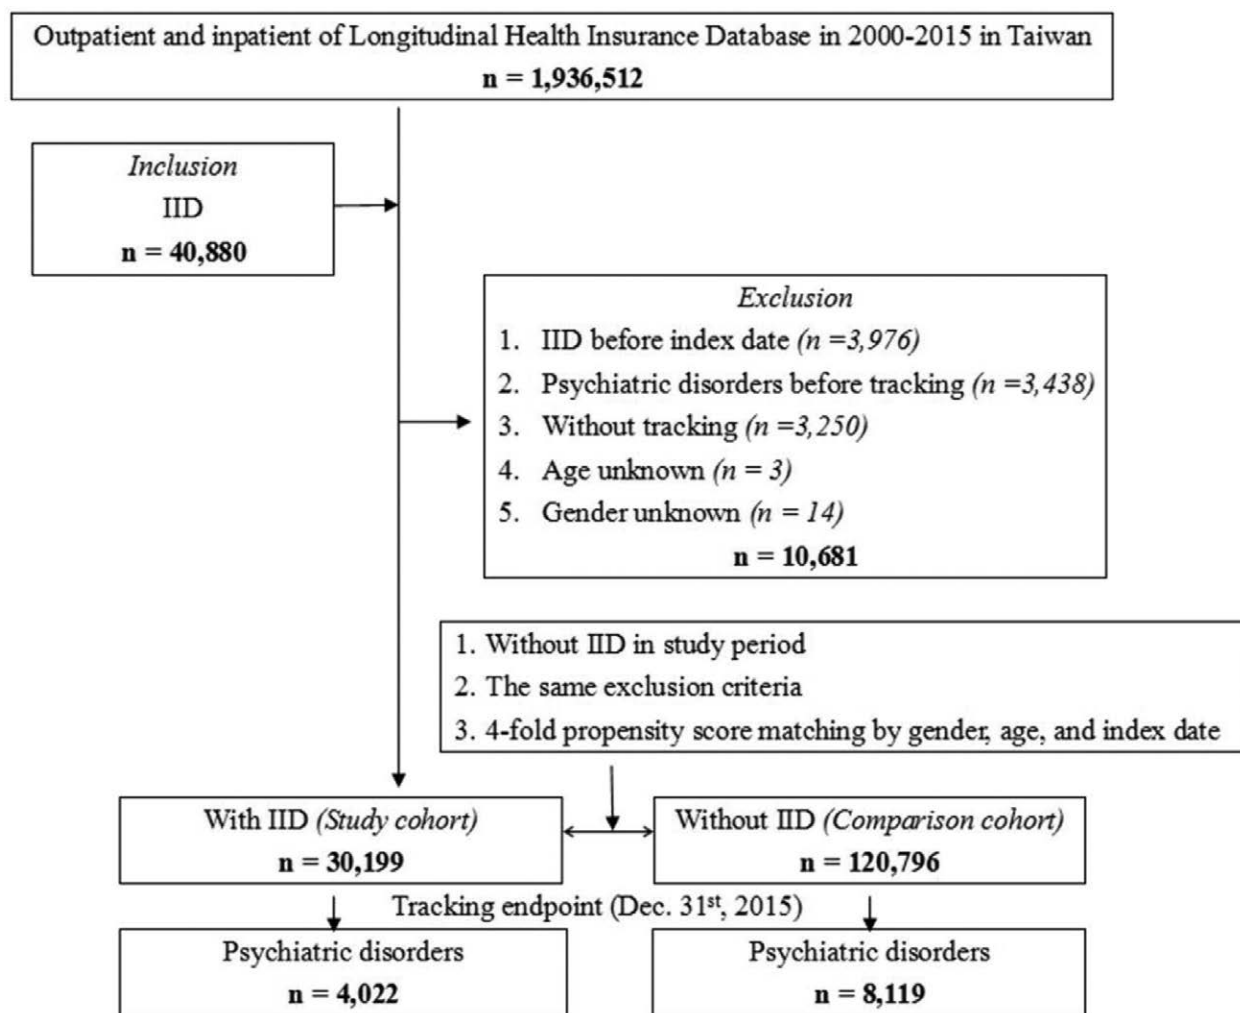 Outpatient and inpatient of Longitudinal Health Insurance Database in 2000-2015 in Taiwan
n = 1,936,512
Inclusion
IID
n = 40,880
Exclusion
1. IID before index date (n =3,976)
2. Psychiatric disorders before tracking (n =3,438)
3. Without tracking (n =3,250)
4. Age unknown (n = 3)
5. Gender unknown (n = 14)
n = 10,681
1. Without IID in study period
2. The same exclusion criteria
3. 4-fold propensity score matching by gender, age, and index date
With IID (Study cohort)
n = 30,199
Without IID (Comparison cohort)
n = 120,796
Tracking endpoint (Dec. 31st, 2015)
Psychiatric disorders
n = 4,022
Psychiatric disorders
n = 8,119